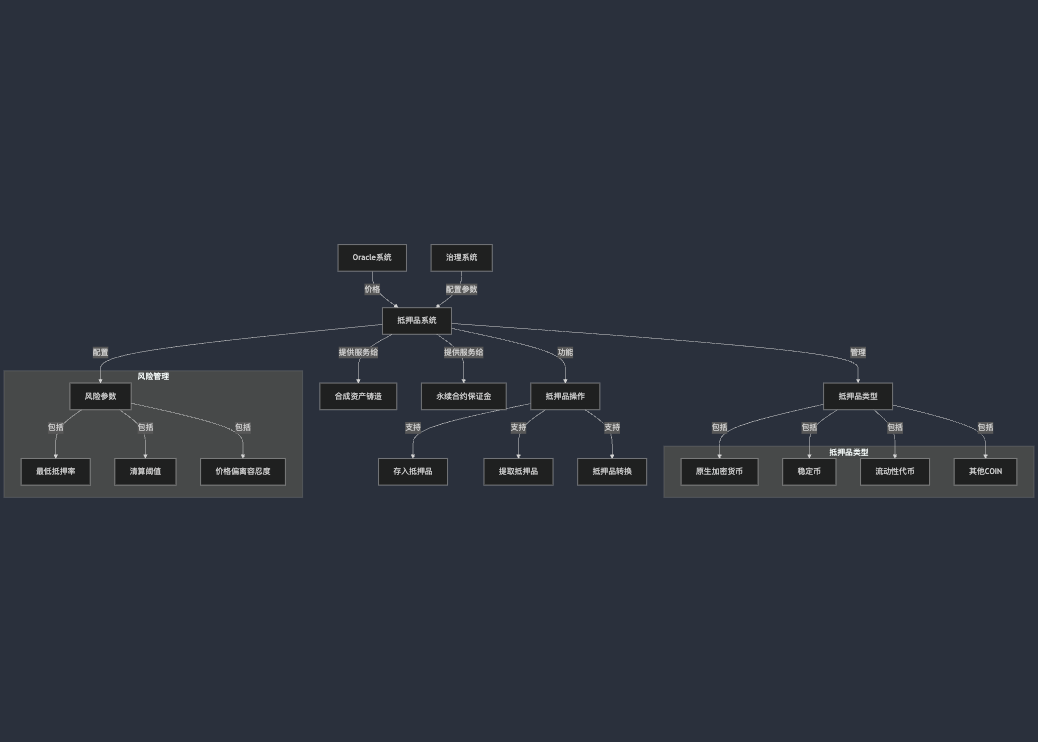 Oracle系统
治理系统
价格
配置参数
抵押品系统
配置
提供服务给
提供服务给
功能
管理
风险管理
风险参数
合成资产铸造
永续合约保证金
抵押品操作
抵押品类型
包括
包括
包括
支持
支持
支持
包括
包括
包括
包括
抵押品类型
最低抵押率
清算阈值
价格偏离容忍度
存入抵押品
提取抵押品
抵押品转换
原生加密货币
稳定币
流动性代币
其他COIN